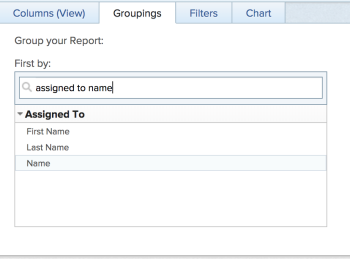 Columns (View) Groupings Filters Chart
Group your Report:
First by:
assigned to name
Assigned To
First Name
Last Name
Name